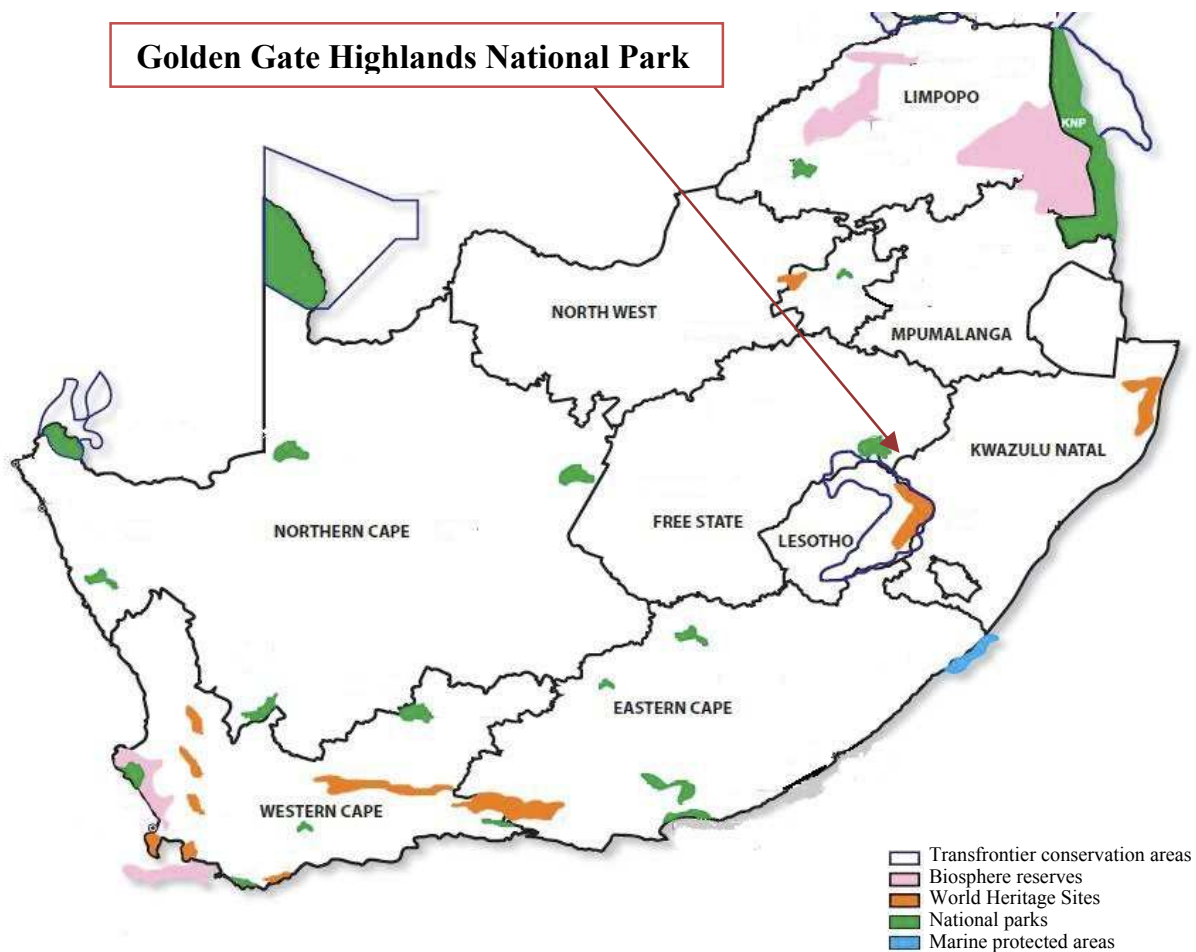 Golden Gate Highlands National Park
LIMPOPO
KNP
NORTH WEST
MPUMALANGA
KWAZULU NATAL
FREE STATE
LESOTHO
NORTHERN CAPE
EASTERN CAPE
WESTERN CAPE
Transfrontier conservation areas
Biosphere reserves
World Heritage Sites
National parks
Marine protected areas